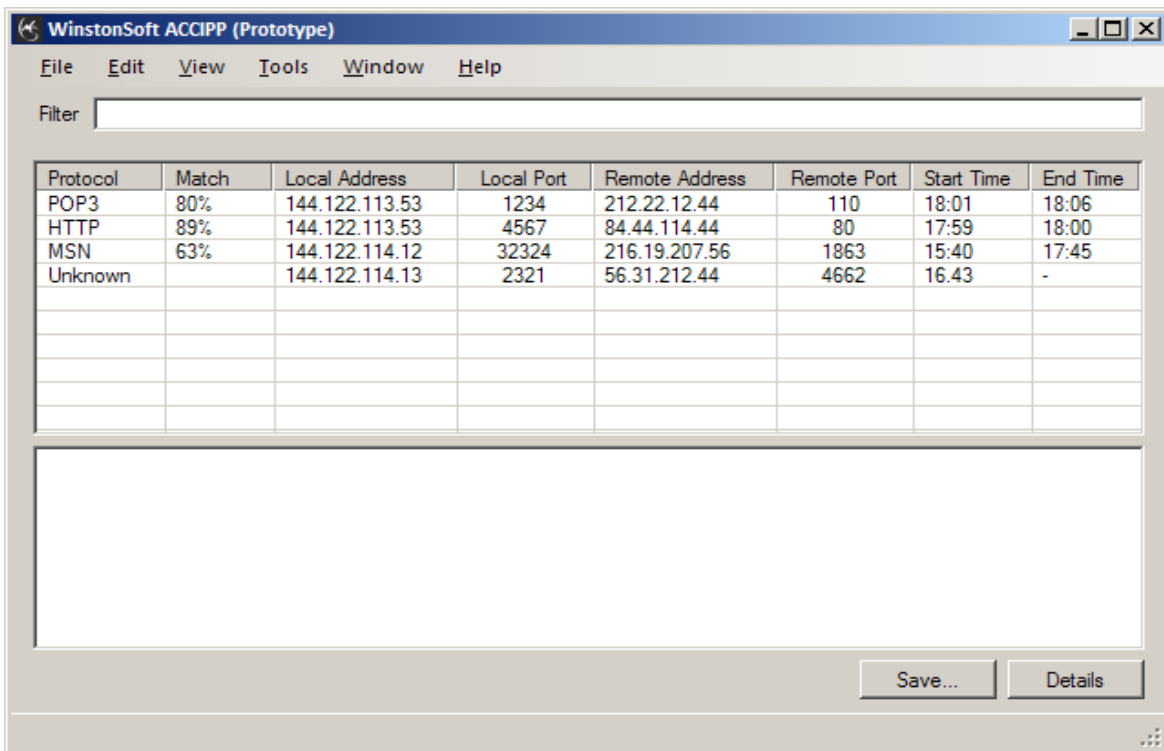 WinstonSoft ACCIPP (Prototype)
File Edit View Tools Window Help
Filter
Protocol Match Local Address Local Port Remote Address Remote Port Start Time End Time
POP3 80% 144.122.113.53 1234 212.22.12.44 110 18:01 18:06
HTTP 89% 144.122.113.53 4567 84.44.114.44 80 17:59 18:00
MSN 63% 144.122.114.12 32324 216.19.207.56 1863 15:40 17:45
Unknown 144.122.114.13 2321 56.31.212.44 4662 16.43 -
Save... Details